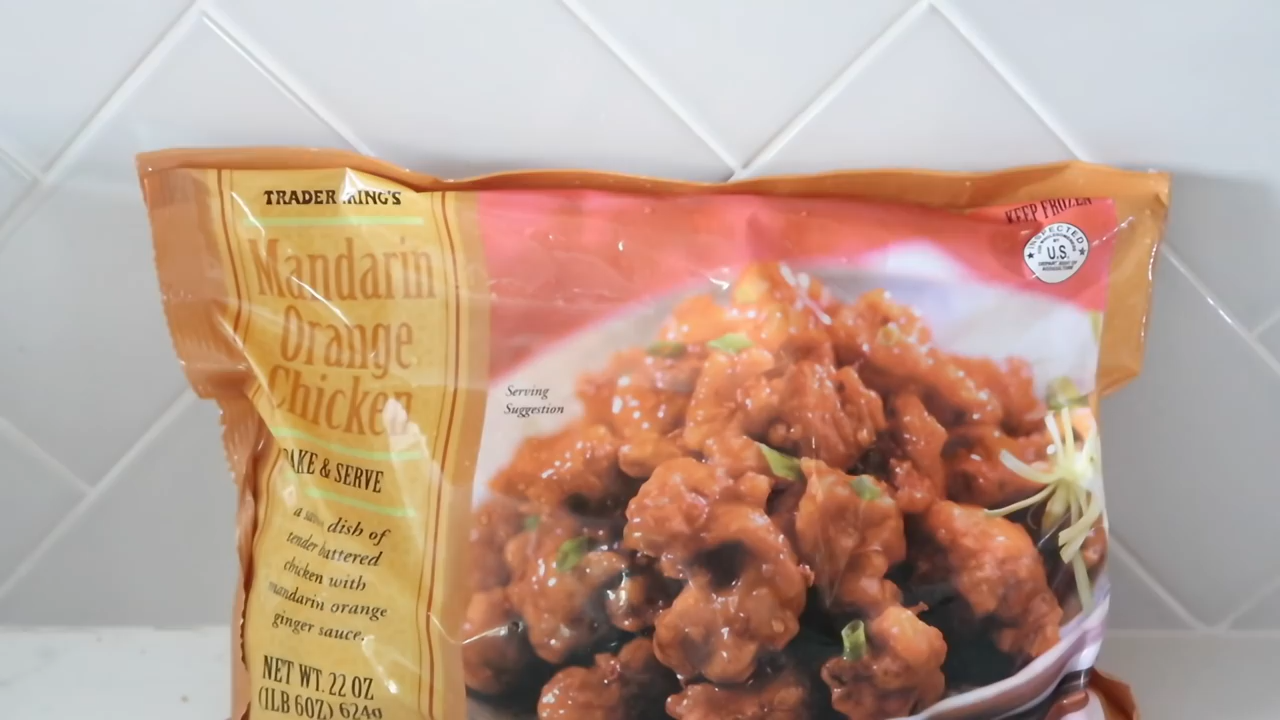 TRADER MING'S
Mandarin
Orange
Chicken
BAKE & SERVE
a dish of
tender battered
chicken with
mandarin orange
ginger sauce.
NET WT. 22 OZ
(1LB 6OZ) 624g
Serving
Suggestion
KEEP FROZEN
INSPECTED
BY
U.S.